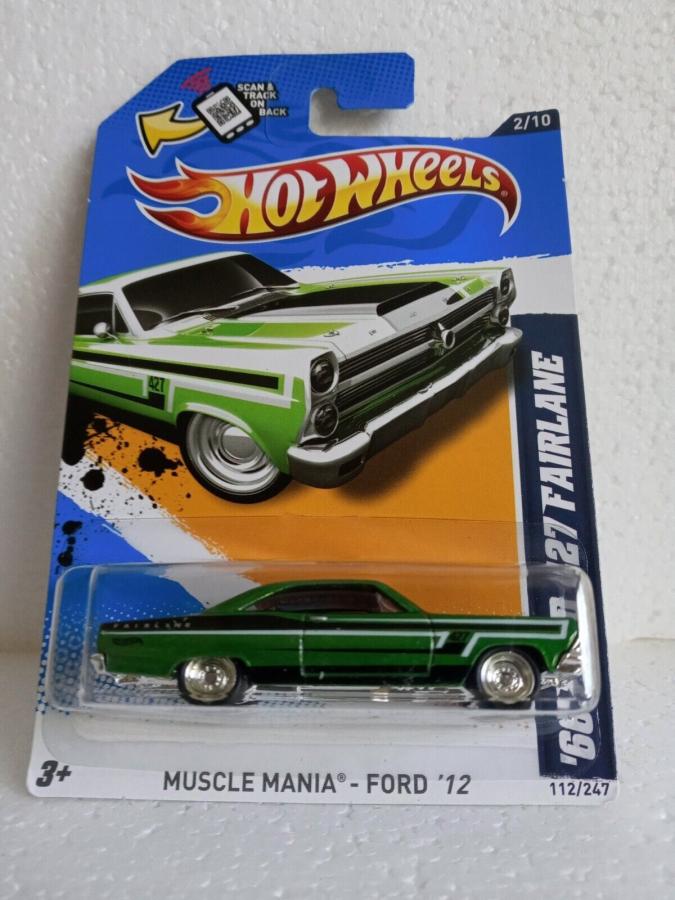 SCAN &
TRACK
ON
BACK
2/10
HOT WHEELS®
427
'66 427 FAIRLANE
FAIRLANE
427
3+
MUSCLE MANIA® - FORD '12
112/247